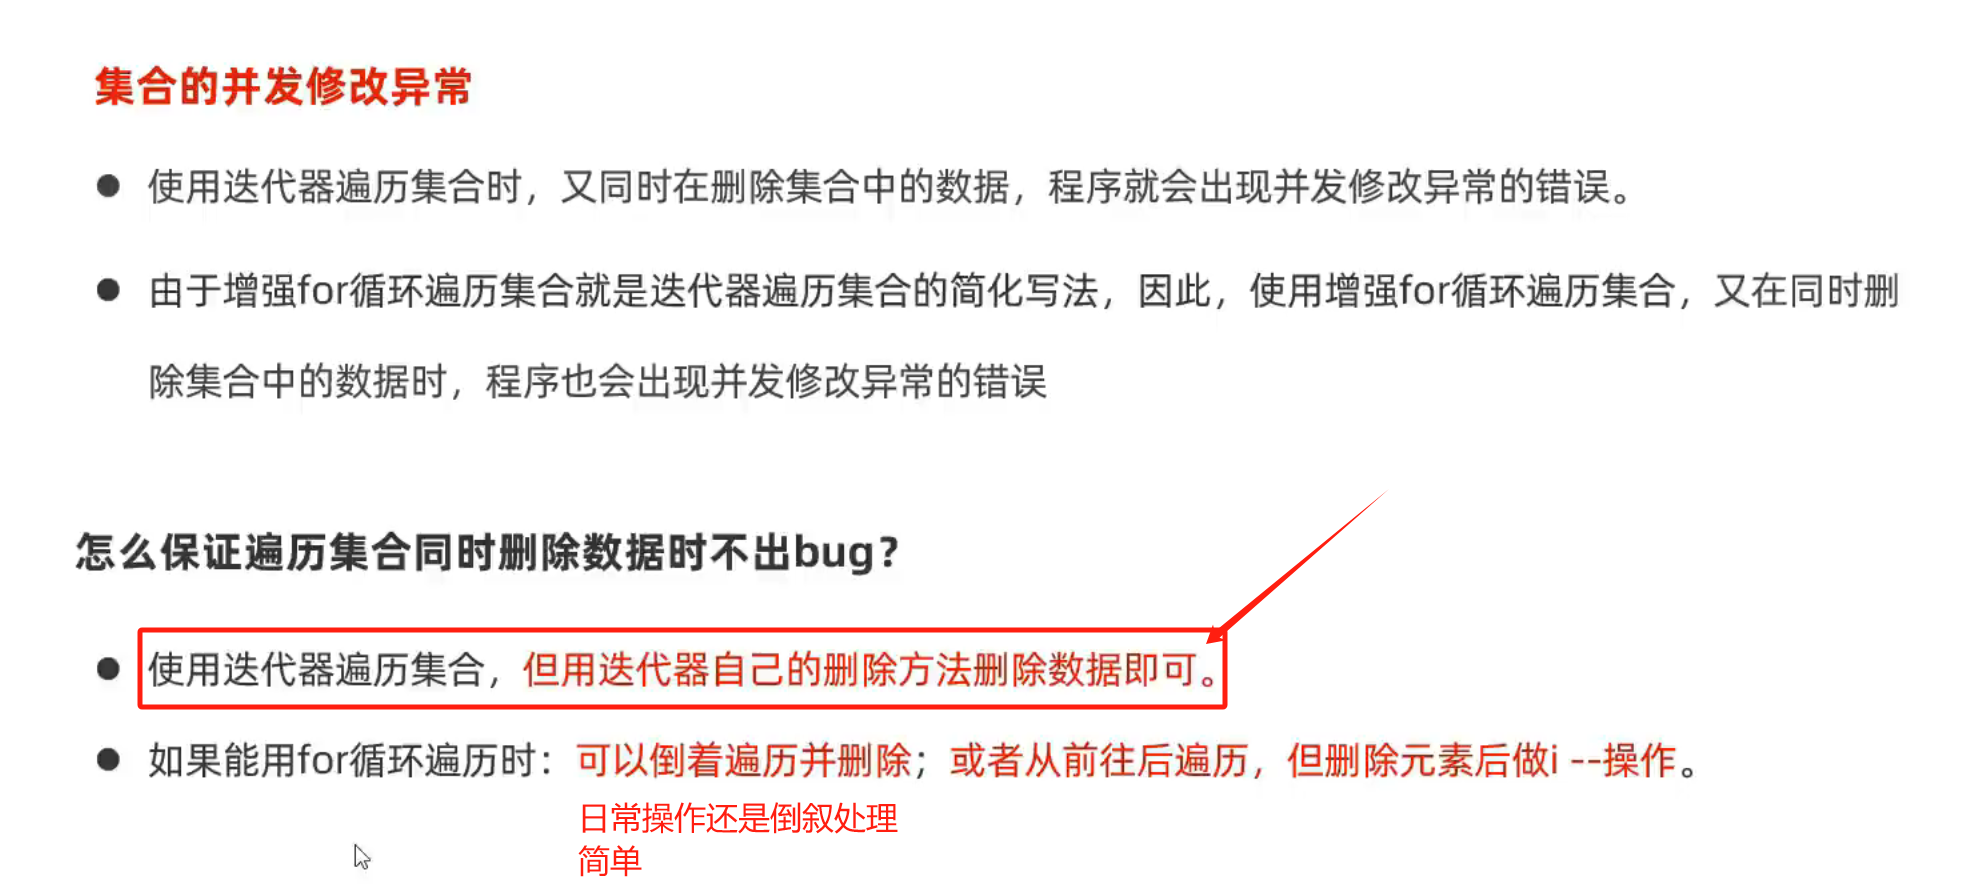 集合的并发修改异常
使用迭代器遍历集合时，又同时在删除集合中的数据，程序就会出现并发修改异常的错误。
由于增强for循环遍历集合就是迭代器遍历集合的简化写法，因此，使用增强for循环遍历集合，又在同时删
除集合中的数据时，程序也会出现并发修改异常的错误
怎么保证遍历集合同时删除数据时不出bug？
使用迭代器遍历集合，但用迭代器自己的删除方法删除数据即可。
如果能用for循环遍历时：可以倒着遍历并删除；或者从前往后遍历，但删除元素后做i --操作。
日常操作还是倒叙处理
简单